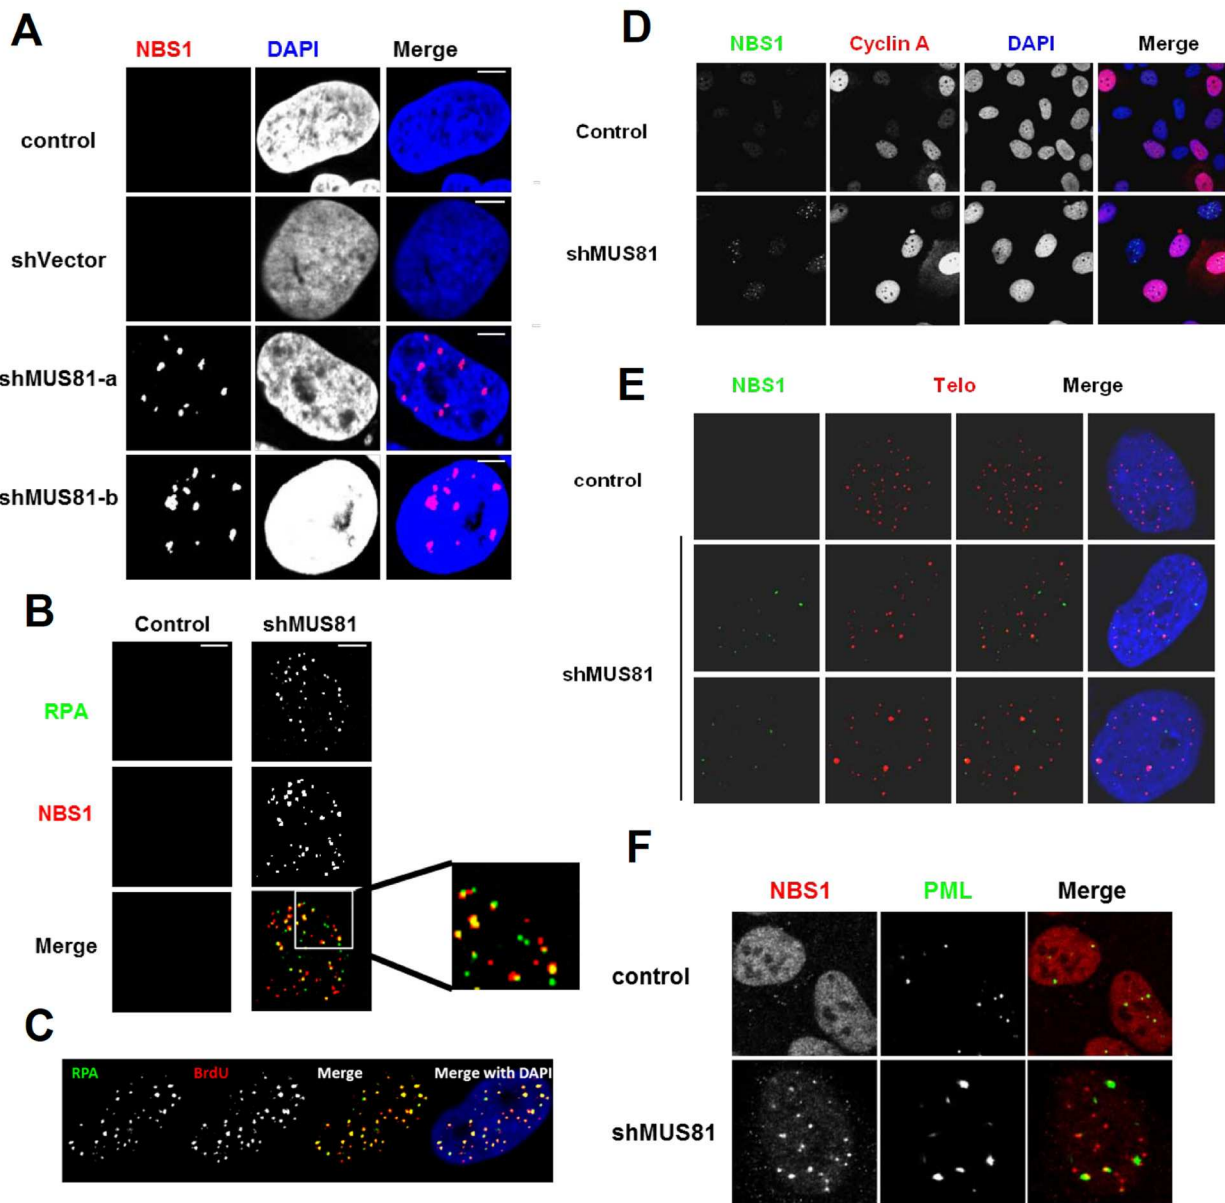 A
NBS1 DAPI Merge
control
shVector
shMUS81-a
shMUS81-b
B
Control shMUS81
RPA
NBS1
Merge
C
RPA BrdU Merge Merge with DAPI
D
NBS1 Cyclin A DAPI Merge
Control
shMUS81
E
NBS1 Telo Merge
control
shMUS81
F
NBS1 PML Merge
control
shMUS81